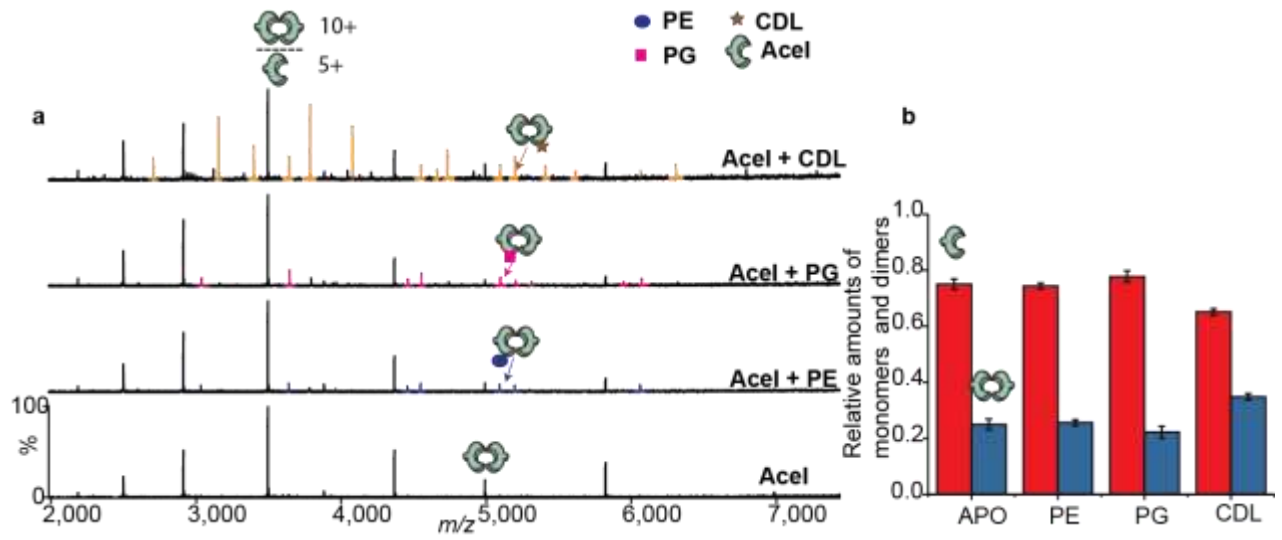 PE
CDL
PG
AceI
10+
5+
a
AceI + CDL
AceI + PG
AceI + PE
AceI
100
%
0
2,000 3,000 4,000 5,000 6,000 7,000
m/z
b
Relative amounts of
monomers and dimers
1.0
0.8
0.6
0.4
0.2
0.0
APO PE PG CDL